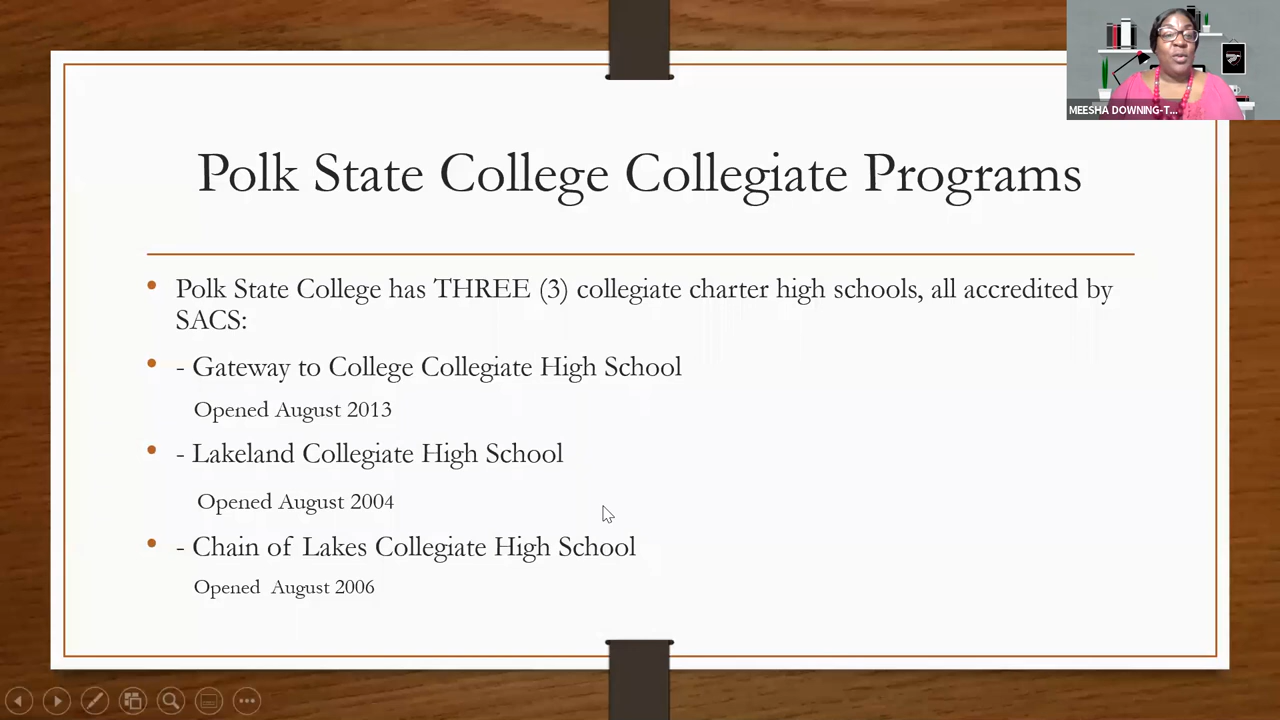 MEESHA DOWNING-T...
Polk State College Collegiate Programs
• Polk State College has THREE (3) collegiate charter high schools, all accredited by
SACS:
• - Gateway to College Collegiate High School
Opened August 2013
• - Lakeland Collegiate High School
Opened August 2004
• - Chain of Lakes Collegiate High School
Opened August 2006